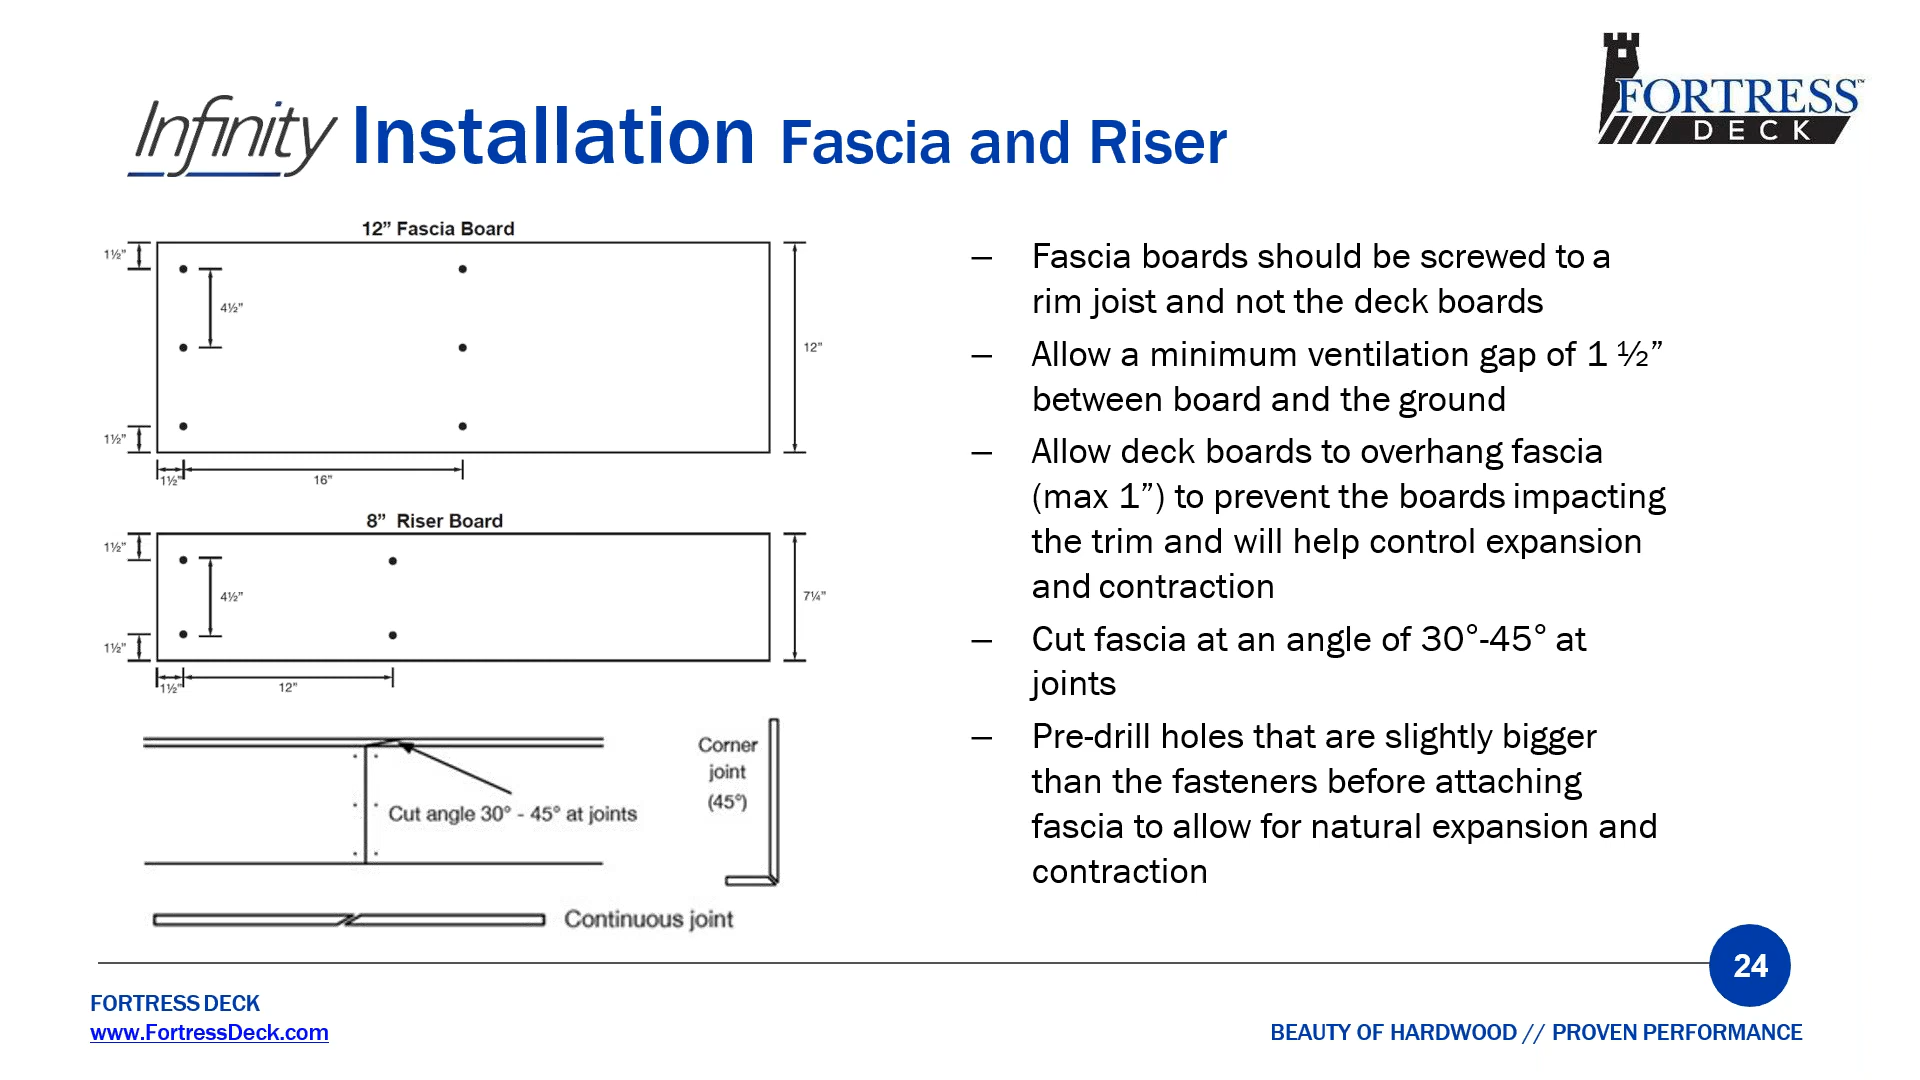 Infinity Installation Fascia and Riser
FORTRESS™
DECK
12” Fascia Board
1½”
4½”
12”
1½”
1½”
16”
8” Riser Board
1½”
4½”
7¼”
1½”
1½”
12”
Cut angle 30° - 45° at joints
Corner
joint
(45°)
Continuous joint
– Fascia boards should be screwed to a
rim joist and not the deck boards
– Allow a minimum ventilation gap of 1 ½”
between board and the ground
– Allow deck boards to overhang fascia
(max 1”) to prevent the boards impacting
the trim and will help control expansion
and contraction
– Cut fascia at an angle of 30°-45° at
joints
– Pre-drill holes that are slightly bigger
than the fasteners before attaching
fascia to allow for natural expansion and
contraction
24
FORTRESS DECK
www.FortressDeck.com
BEAUTY OF HARDWOOD // PROVEN PERFORMANCE